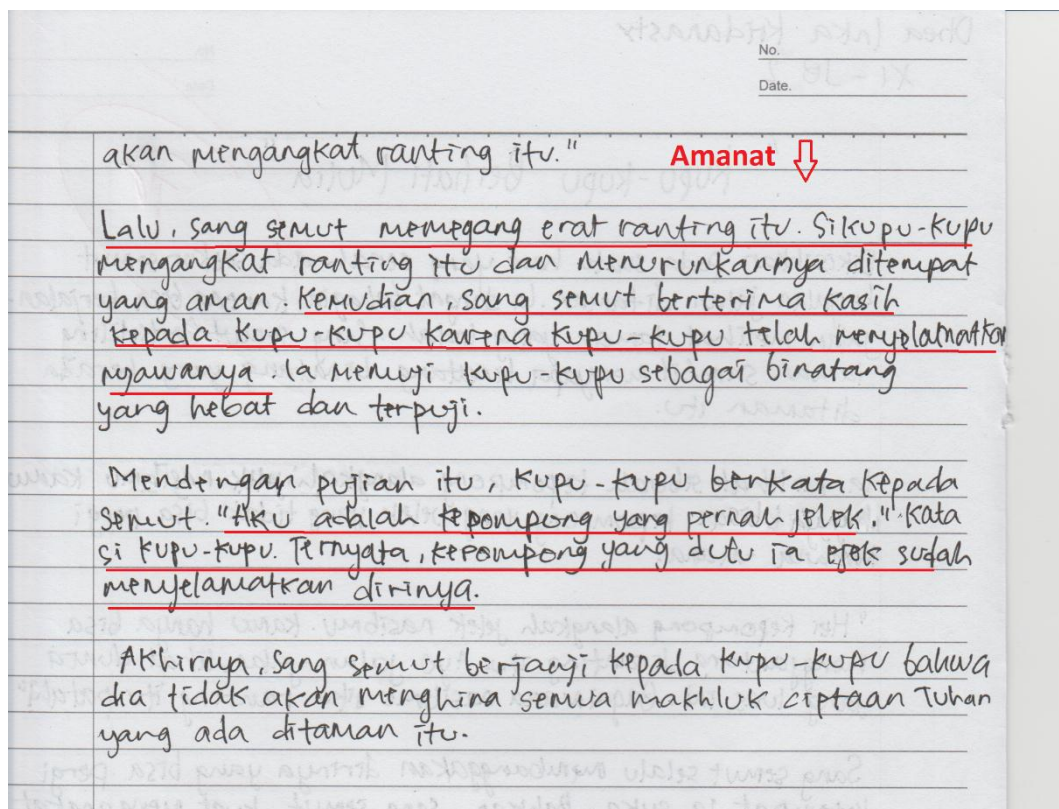 No.
Date.
akan mengangkat ranting itu."
Amanat
Lalu, sang semut memegang erat ranting itu. Si kupu-kupu
mengangkat ranting itu dan menurunkannya ditempat
yang aman. Kemudian sang semut berterima kasih
kepada kupu-kupu karena kupu-kupu telah menyelamatkan
nyawanya. Ia memuji kupu-kupu sebagai binatang
yang hebat dan terpuji.
Mendengar pujian itu kupu-kupu berkata kepada
semut "Aku adalah kepompong yang pernah jelek." kata
si kupu-kupu. Ternyata, kepompong yang dulu ia ejek sudah
menyelamatkan dirinya.
Akhirnya, sang semut berjanji kepada kupu-kupu bahwa
dia tidak akan menghina semua makhluk ciptaan Tuhan
yang ada ditaman itu.